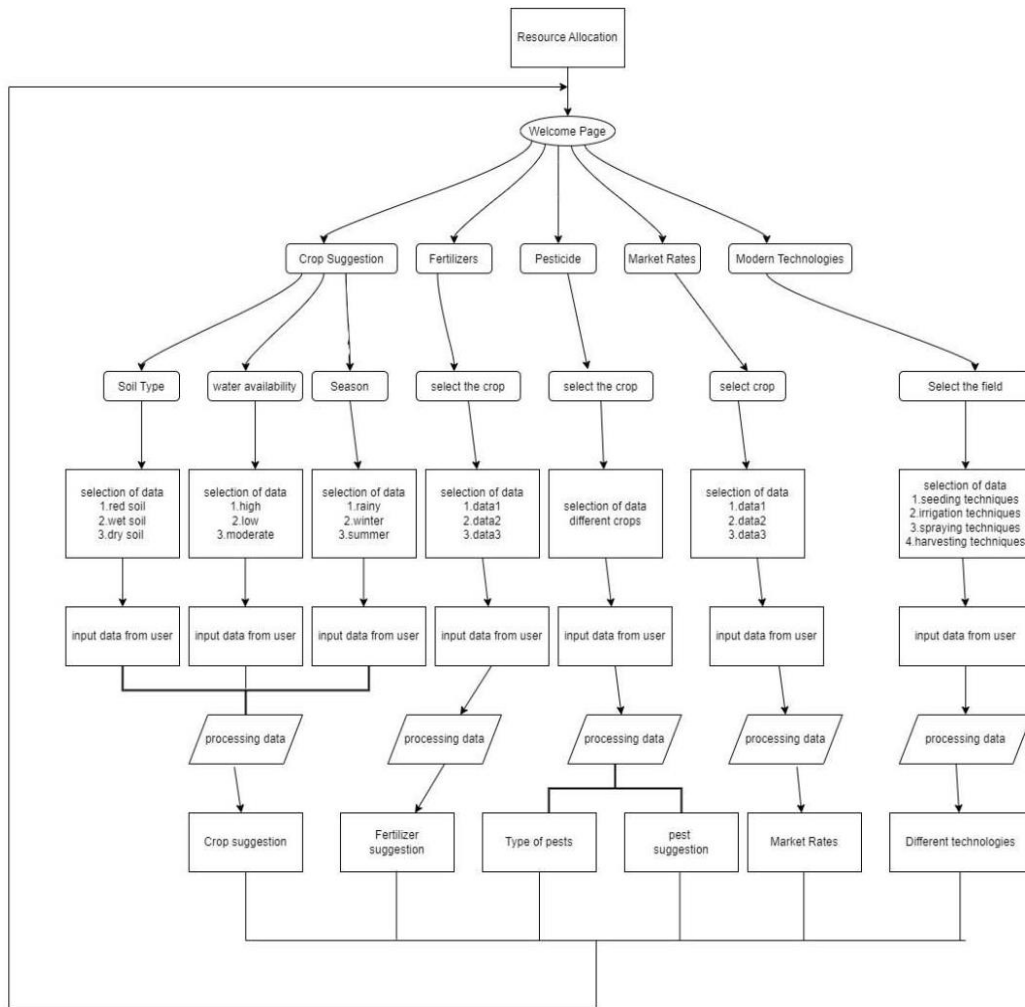 Resource Allocation
Welcome Page
Crop Suggestion
Fertilizers
Pesticide
Market Rates
Modern Technologies
Soil Type
water availability
Season
select the crop
select the crop
select crop
Select the field
selection of data
1.red soil
2.wet soil
3.dry soil
selection of data
1.high
2.low
3.moderate
selection of data
1.rainy
2.winter
3.summer
selection of data
1.data1
2.data2
3.data3
selection of data
different crops
selection of data
1.data1
2.data2
3.data3
selection of data
1.seeding techniques
2.irrigation techniques
3.spraying techniques
4.harvesting techniques
input data from user
input data from user
input data from user
input data from user
input data from user
input data from user
input data from user
processing data
processing data
processing data
processing data
processing data
Crop suggestion
Fertilizer
suggestion
Type of pests
pest
suggestion
Market Rates
Different technologies